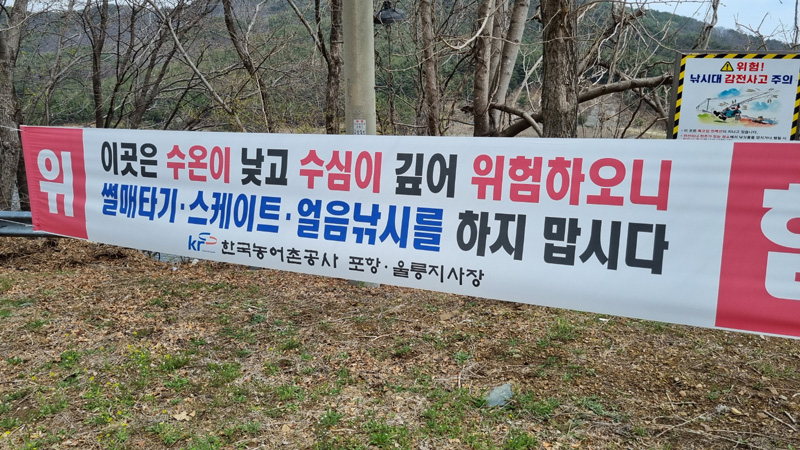 위험!
낚시대 감전사고 주의
위
이곳은 수온이 낮고 수심이 깊어 위험하오니
썰매타기·스케이트·얼음낚시를 하지 맙시다
kr 한국농어촌공사 포항·울릉지사장
험